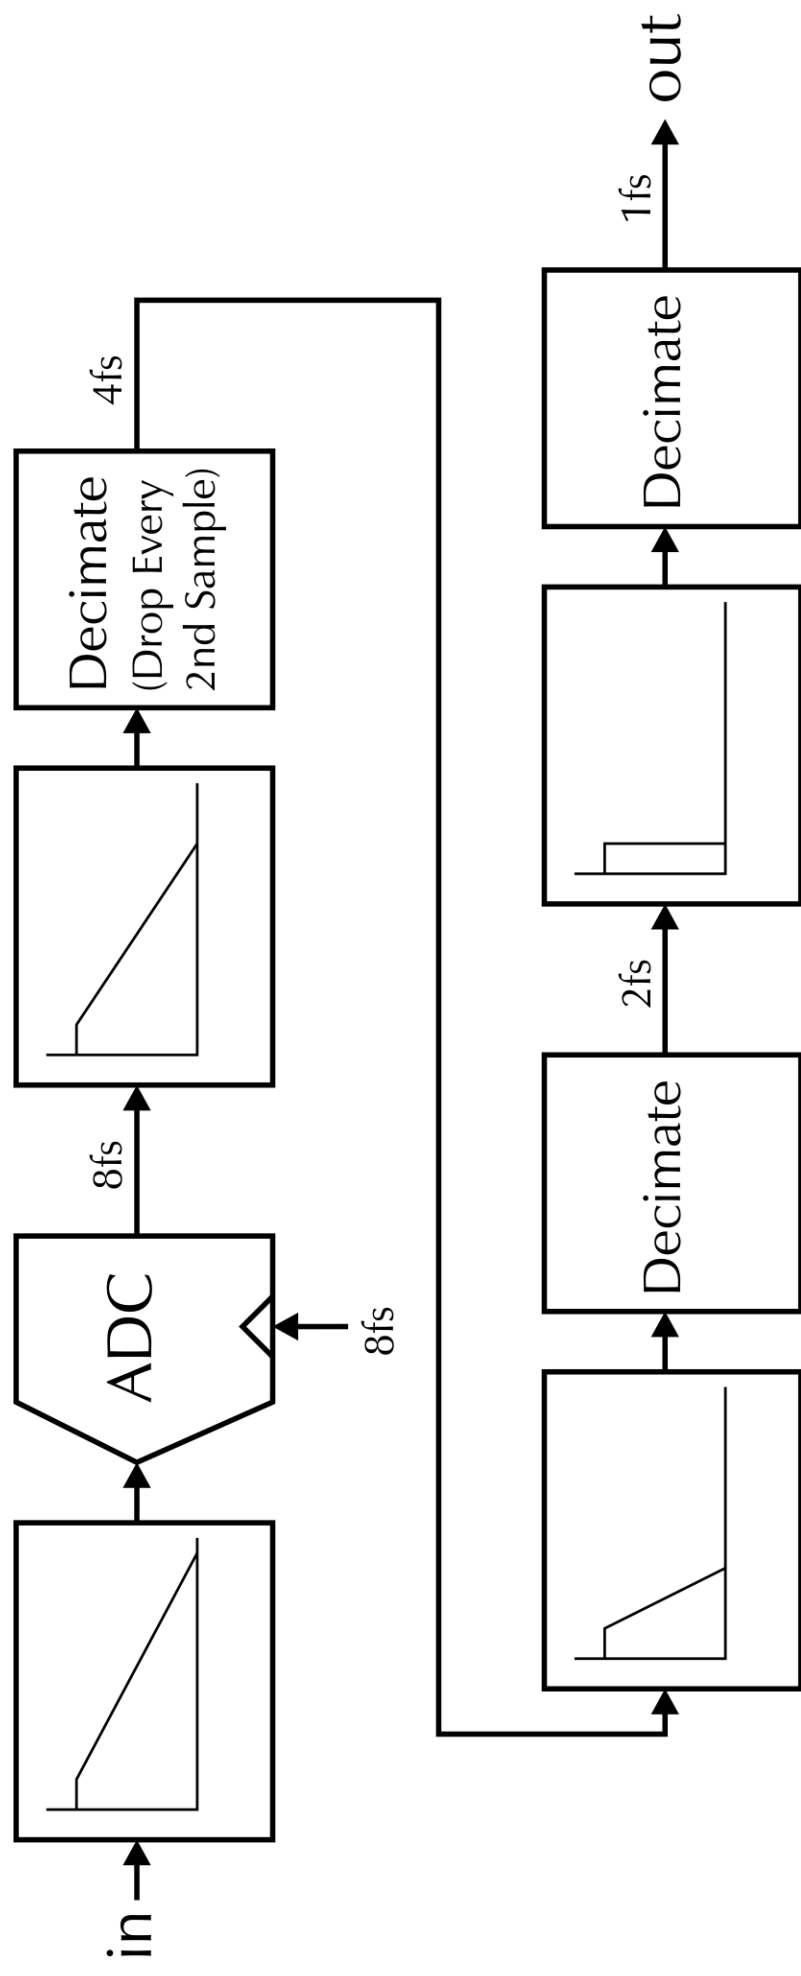 in
ADC
8fs
8fs
Decimate
(Drop Every
2nd Sample)
4fs
Decimate
2fs
Decimate
1fs
out